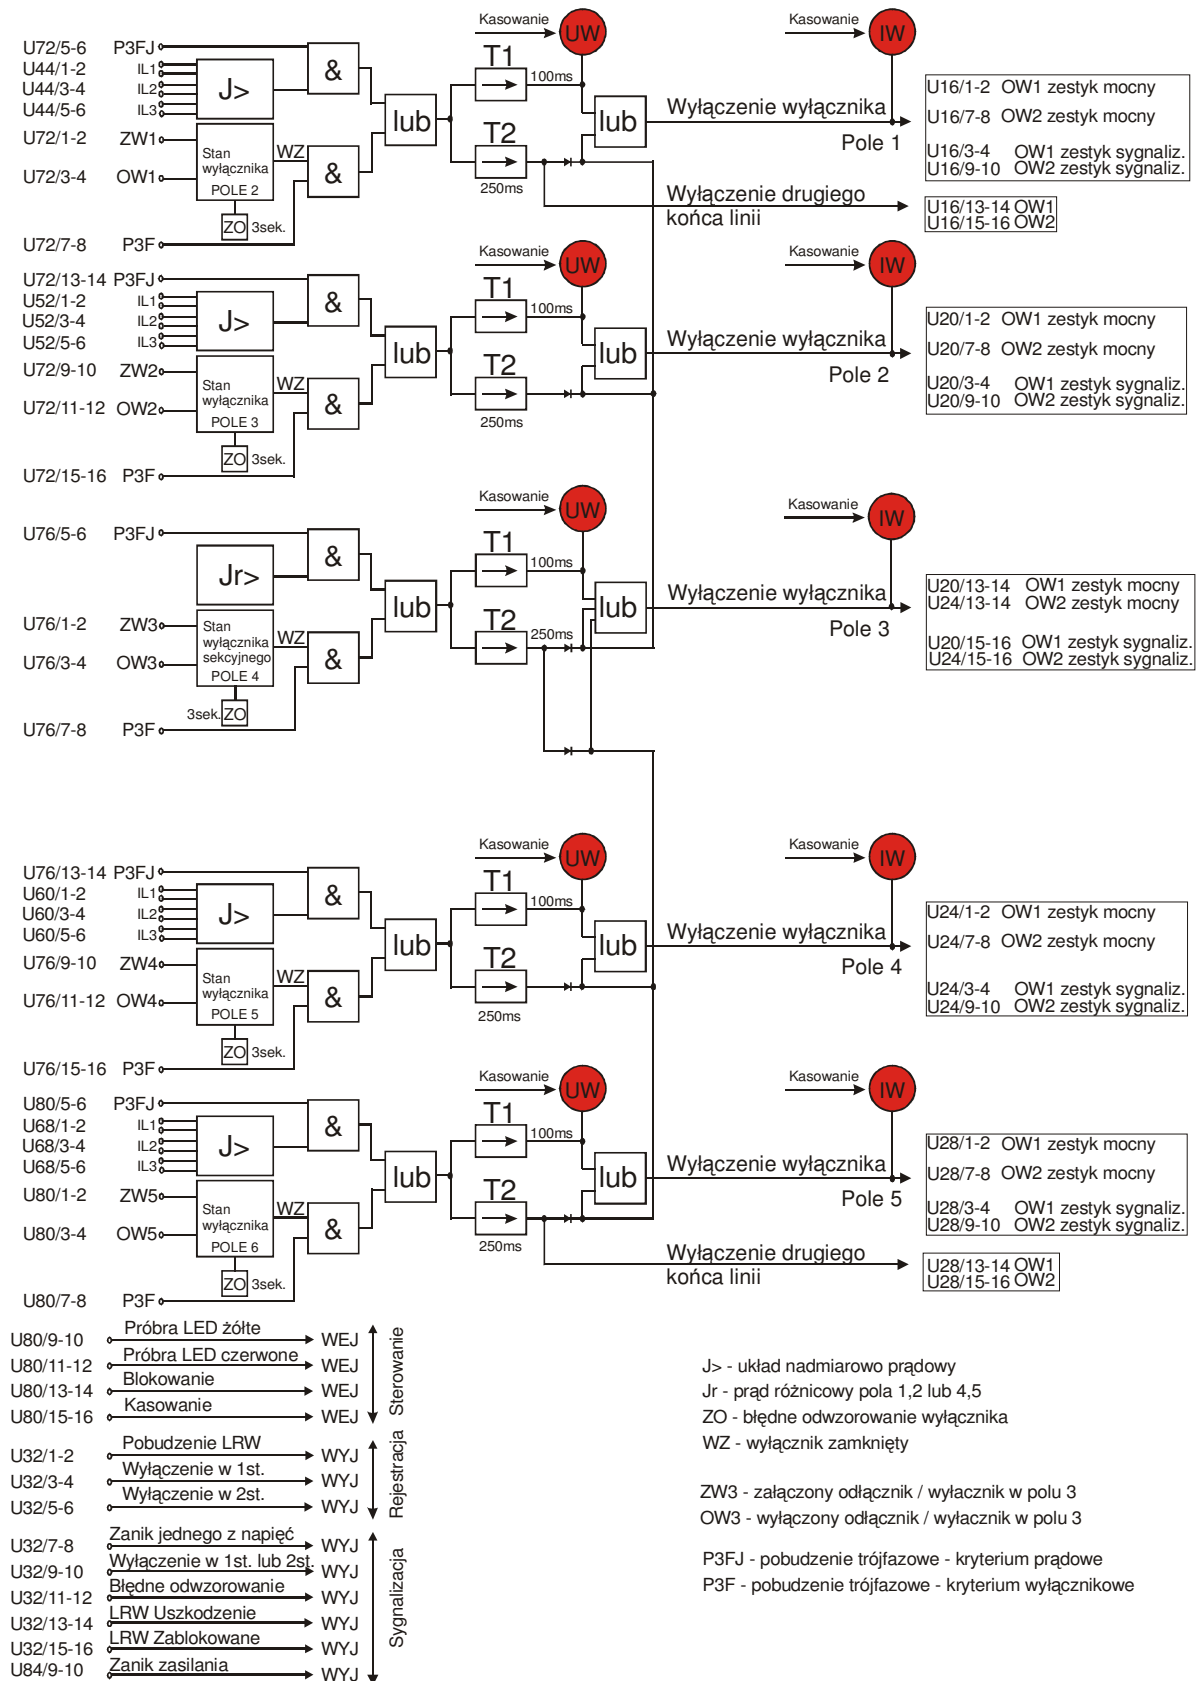 Kasowanie UW Kasowanie IW
U72/5-6 P3FJ
U44/1-2 IL1
U44/3-4 IL2 J> & T1 100ms
U44/5-6 IL3
lub lub Wyłączenie wyłącznika
Pole 1
U16/1-2 OW1 zestyk mocny
U16/7-8 OW2 zestyk mocny
U16/3-4 OW1 zestyk sygnaliz.
U16/9-10 OW2 zestyk sygnaliz.
U72/1-2 ZW1
U72/3-4 OW1
Stan
wyłącznika
POLE 2
WZ & T2
250ms
ZO 3sek.
U72/7-8 P3F
Wyłączenie drugiego
końca linii
U16/13-14 OW1
U16/15-16 OW2
Kasowanie UW Kasowanie IW
U72/13-14 P3FJ
U52/1-2 IL1
U52/3-4 IL2 J> & T1 100ms
U52/5-6 IL3
lub lub Wyłączenie wyłącznika
Pole 2
U20/1-2 OW1 zestyk mocny
U20/7-8 OW2 zestyk mocny
U20/3-4 OW1 zestyk sygnaliz.
U20/9-10 OW2 zestyk sygnaliz.
U72/9-10 ZW2
U72/11-12 OW2
Stan
wyłącznika
POLE 3
WZ & T2
250ms
ZO 3sek.
U72/15-16 P3F
Kasowanie UW Kasowanie IW
U76/5-6 P3FJ
Jr> & T1 100ms
lub lub Wyłączenie wyłącznika
Pole 3
U20/13-14 OW1 zestyk mocny
U24/13-14 OW2 zestyk mocny
U20/15-16 OW1 zestyk sygnaliz.
U24/15-16 OW2 zestyk sygnaliz.
U76/1-2 ZW3
U76/3-4 OW3
Stan
wyłącznika
sekcyjnego
POLE 4
WZ & T2 250ms
3sek. ZO
U76/7-8 P3F
Kasowanie UW Kasowanie IW
U76/13-14 P3FJ
U60/1-2 IL1
U60/3-4 IL2 J> & T1 100ms
U60/5-6 IL3
lub lub Wyłączenie wyłącznika
Pole 4
U24/1-2 OW1 zestyk mocny
U24/7-8 OW2 zestyk mocny
U24/3-4 OW1 zestyk sygnaliz.
U24/9-10 OW2 zestyk sygnaliz.
U76/9-10 ZW4
U76/11-12 OW4
Stan
wyłącznika
POLE 5
WZ & T2
250ms
ZO 3sek.
U76/15-16 P3F
Kasowanie UW Kasowanie IW
U80/5-6 P3FJ
U68/1-2 IL1
U68/3-4 IL2 J> & T1 100ms
U68/5-6 IL3
lub lub Wyłączenie wyłącznika
Pole 5
U28/1-2 OW1 zestyk mocny
U28/7-8 OW2 zestyk mocny
U28/3-4 OW1 zestyk sygnaliz.
U28/9-10 OW2 zestyk sygnaliz.
U80/1-2 ZW5
U80/3-4 OW5
Stan
wyłącznika
POLE 6
WZ & T2
250ms
ZO 3sek.
U80/7-8 P3F
Wyłączenie drugiego
końca linii
U28/13-14 OW1
U28/15-16 OW2
U80/9-10 Próbra LED żółte WEJ
U80/11-12 Próbra LED czerwone WEJ
U80/13-14 Blokowanie WEJ
U80/15-16 Kasowanie WEJ
Sterowanie
U32/1-2 Pobudzenie LRW WYJ
U32/3-4 Wyłączenie w 1st. WYJ
U32/5-6 Wyłączenie w 2st. WYJ
Rejestracja
U32/7-8 Zanik jednego z napięć WYJ
U32/9-10 Wyłączenie w 1st. lub 2st. WYJ
U32/11-12 Błędne odwzorowanie WYJ
U32/13-14 LRW Uszkodzenie WYJ
U32/15-16 LRW Zablokowane WYJ
U84/9-10 Zanik zasilania WYJ
Sygnalizacja
J> - układ nadmiarowo prądowy
Jr - prąd różnicowy pola 1,2 lub 4,5
ZO - błędne odwzorowanie wyłącznika
WZ - wyłącznik zamknięty
ZW3 - załączony odłącznik / wyłacznik w polu 3
OW3 - wyłączony odłącznik / wyłacznik w polu 3
P3FJ - pobudzenie trójfazowe - kryterium prądowe
P3F - pobudzenie trójfazowe - kryterium wyłącznikowe